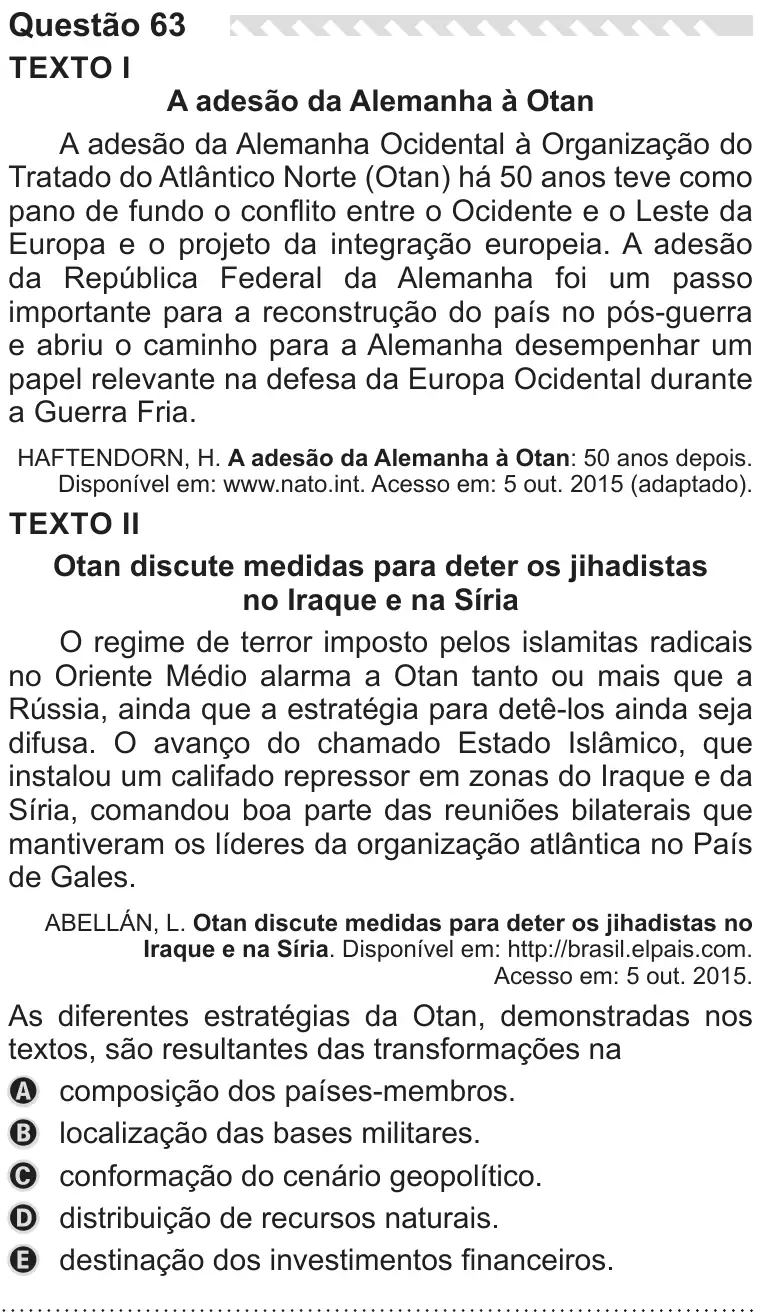 Questão 63
TEXTO I
A adesão da Alemanha à Otan
A adesão da Alemanha Ocidental à Organização do
Tratado do Atlântico Norte (Otan) há 50 anos teve como
pano de fundo o conflito entre o Ocidente e o Leste da
Europa e o projeto da integração europeia. A adesão
da República Federal da Alemanha foi um passo
importante para a reconstrução do país no pós-guerra
e abriu o caminho para a Alemanha desempenhar um
papel relevante na defesa da Europa Ocidental durante
a Guerra Fria.
HAFTENDORN, H. A adesão da Alemanha à Otan: 50 anos depois.
Disponível em: www.nato.int. Acesso em: 5 out. 2015 (adaptado).
TEXTO II
Otan discute medidas para deter os jihadistas
no Iraque e na Síria
O regime de terror imposto pelos islamitas radicais
no Oriente Médio alarma a Otan tanto ou mais que a
Rússia, ainda que a estratégia para detê-los ainda seja
difusa. O avanço do chamado Estado Islâmico, que
instalou um califado repressor em zonas do Iraque e da
Síria, comandou boa parte das reuniões bilaterais que
mantiveram os líderes da organização atlântica no País
de Gales.
ABELLÁN, L. Otan discute medidas para deter os jihadistas no
Iraque e na Síria. Disponível em: http://brasil.elpais.com.
Acesso em: 5 out. 2015.
As diferentes estratégias da Otan, demonstradas nos
textos, são resultantes das transformações na
A composição dos países-membros.
B localização das bases militares.
C conformação do cenário geopolítico.
D distribuição de recursos naturais.
E destinação dos investimentos financeiros.